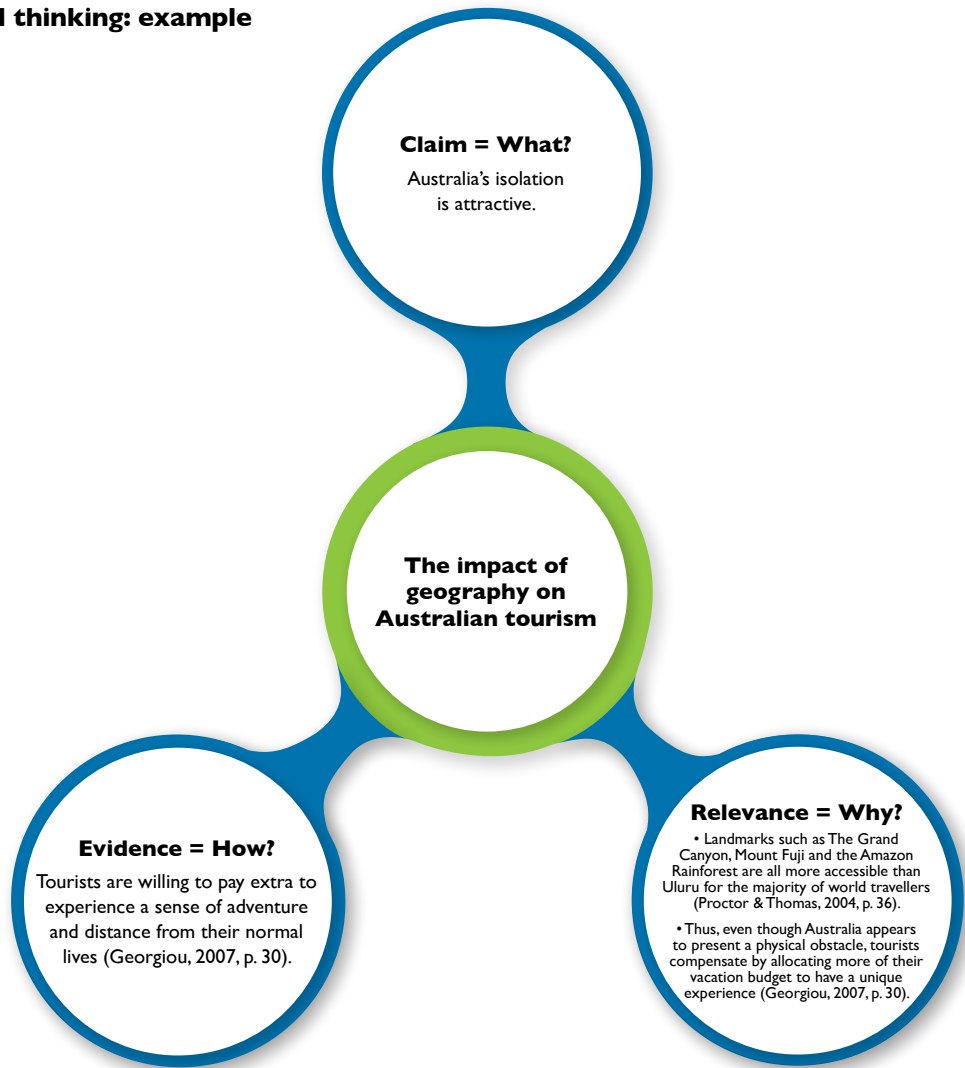 l thinking: example
Claim = What?
Australia's isolation
is attractive.
The impact of
geography on
Australian tourism
Evidence = How?
Tourists are willing to pay extra to
experience a sense of adventure
and distance from their normal
lives (Georgiou, 2007, p. 30).
Relevance = Why?
• Landmarks such as The Grand
Canyon, Mount Fuji and the Amazon
Rainforest are all more accessible than
Uluru for the majority of world travellers
(Proctor & Thomas, 2004, p. 36).
• Thus, even though Australia appears
to present a physical obstacle, tourists
compensate by allocating more of their
vacation budget to have a unique
experience (Georgiou, 2007, p. 30).